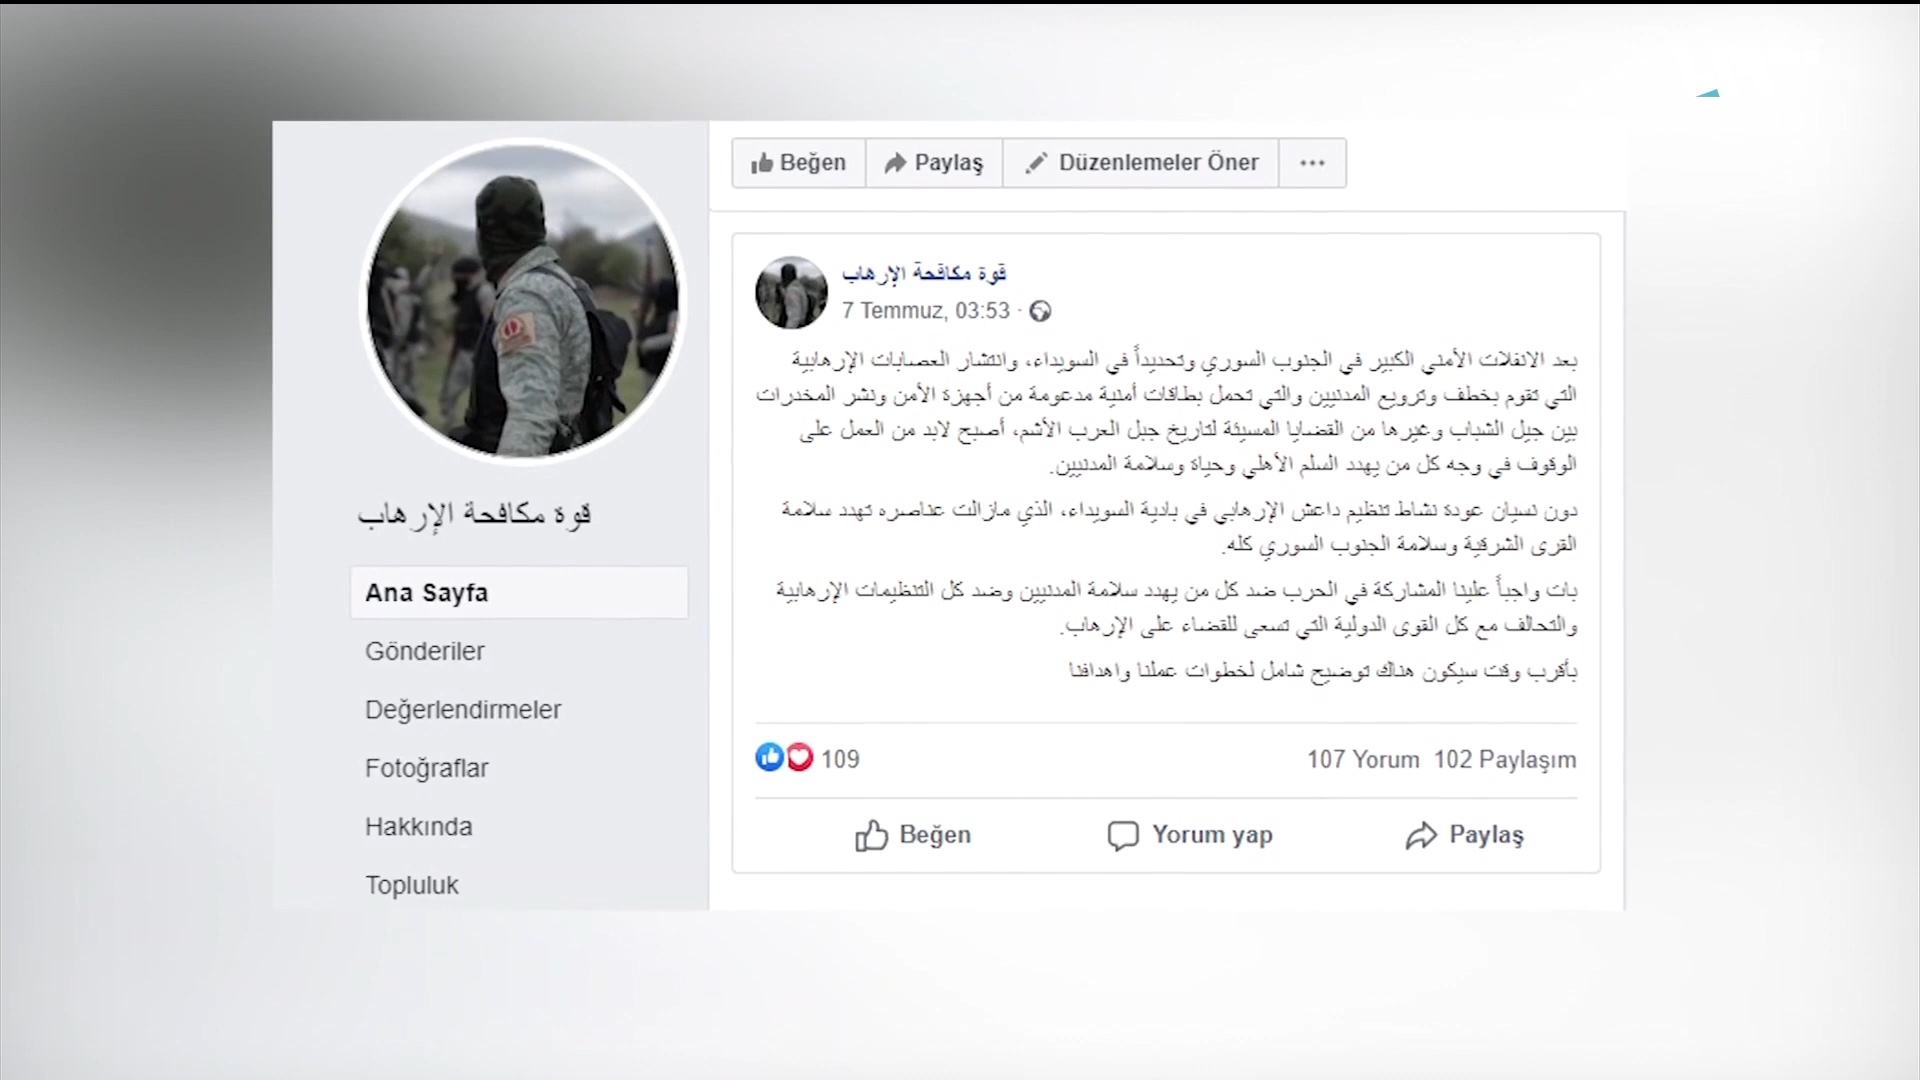 قوة مكافحة الإرهاب
Ana Sayfa
Gönderiler
Değerlendirmeler
Fotoğraflar
Hakkında
Topluluk
Beğen Paylaş Düzenlemeler Öner ...
قوة مكافحة الإرهاب
7 Temmuz, 03:53 ·
بعد الانفلات الأمني الكبير في الجنوب السوري وتحديداً في السويداء، وانتشار العصابات الإرهابية
التي تقوم بخطف وترويع المدنيين والتي تحمل بطاقات أمنية مدعومة من أجهزة الأمن ونشر المخدرات
بين جيل الشباب وغيرها من القضايا المسيئة لتاريخ جبل العرب الأشم، أصبح لابد من العمل على
الوقوف في وجه كل من يهدد السلم الأهلي وحياة وسلامة المدنيين.
دون نسيان عودة نشاط تنظيم داعش الإرهابي في بادية السويداء، الذي مازالت عناصره تهدد سلامة
القرى الشرقية وسلامة الجنوب السوري كله.
بات واجباً علينا المشاركة في الحرب ضد كل من يهدد سلامة المدنيين وضد كل التنظيمات الإرهابية
والتحالف مع كل القوى الدولية التي تسعى للقضاء على الإرهاب.
بأقرب وقت سيكون هناك توضيح شامل لخطوات عملنا واهدافنا
109 107 Yorum 102 Paylaşım
Beğen Yorum yap Paylaş